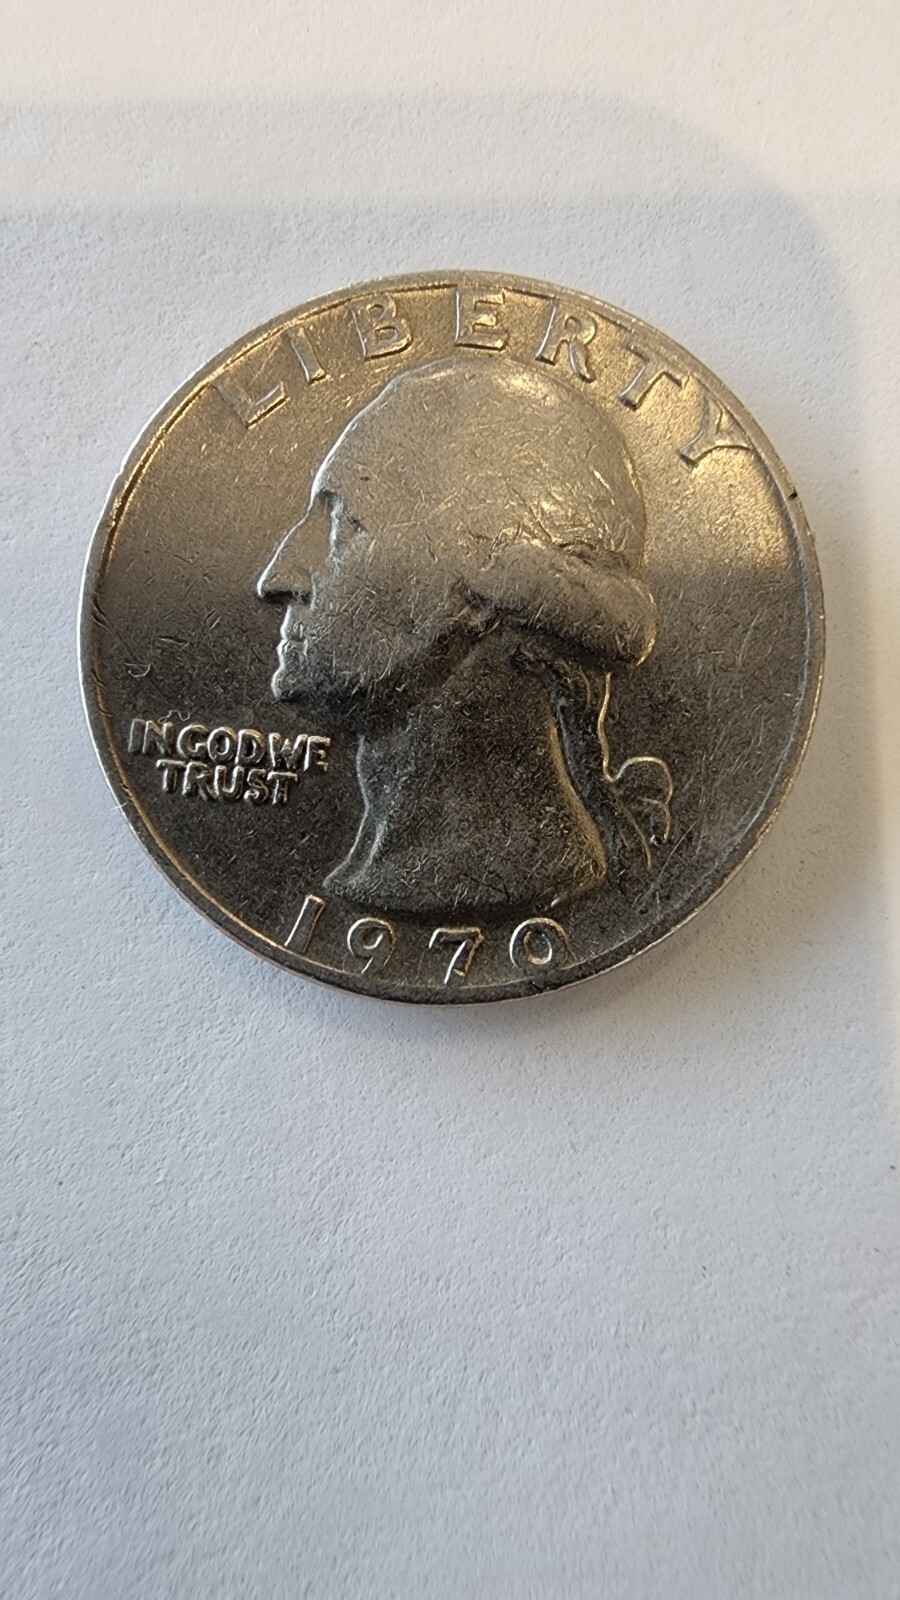 LIBERTY
IN GOD WE
TRUST
1970